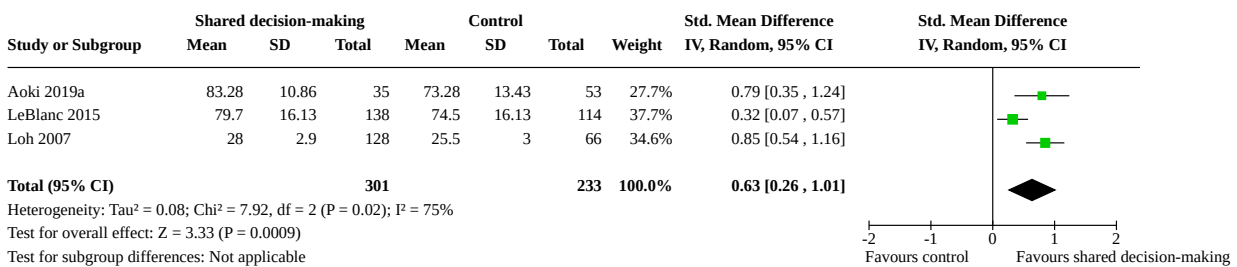 Shared decision-making Control Std. Mean Difference Std. Mean Difference
Study or Subgroup Mean SD Total Mean SD Total Weight IV, Random, 95% CI IV, Random, 95% CI
Aoki 2019a 83.28 10.86 35 73.28 13.43 53 27.7% 0.79 [0.35 , 1.24]
LeBlanc 2015 79.7 16.13 138 74.5 16.13 114 37.7% 0.32 [0.07 , 0.57]
Loh 2007 28 2.9 128 25.5 3 66 34.6% 0.85 [0.54 , 1.16]
Total (95% CI) 301 233 100.0% 0.63 [0.26 , 1.01]
Heterogeneity: Tau² = 0.08; Chi² = 7.92, df = 2 (P = 0.02); I² = 75%
Test for overall effect: Z = 3.33 (P = 0.0009) -2 -1 0 1 2
Test for subgroup differences: Not applicable Favours control Favours shared decision-making